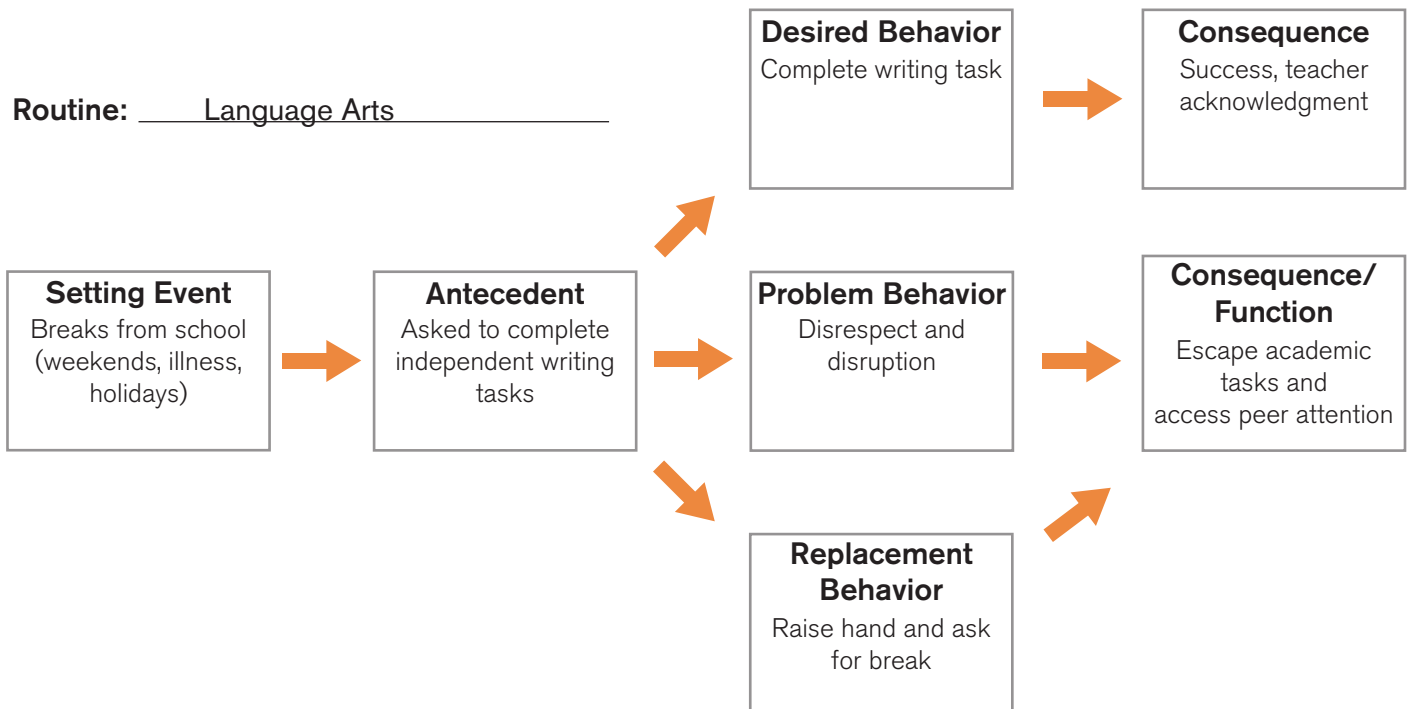 Routine: Language Arts
Desired Behavior
Complete writing task
Consequence
Success, teacher
acknowledgment
Setting Event
Breaks from school
(weekends, illness,
holidays)
Antecedent
Asked to complete
independent writing
tasks
Problem Behavior
Disrespect and
disruption
Consequence/
Function
Escape academic
tasks and
access peer attention
Replacement
Behavior
Raise hand and ask
for break